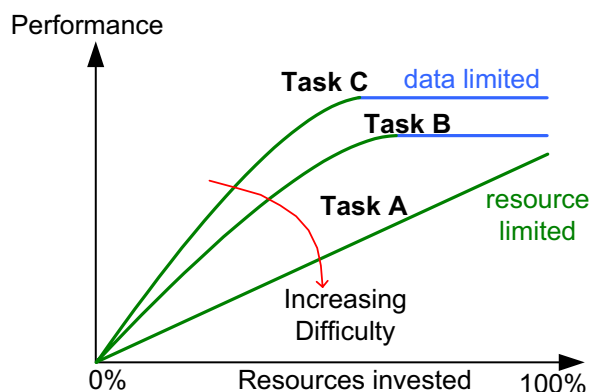 Performance
Task C
data limited
Task B
Task A
resource
limited
Increasing
Difficulty
0%
Resources invested
100%